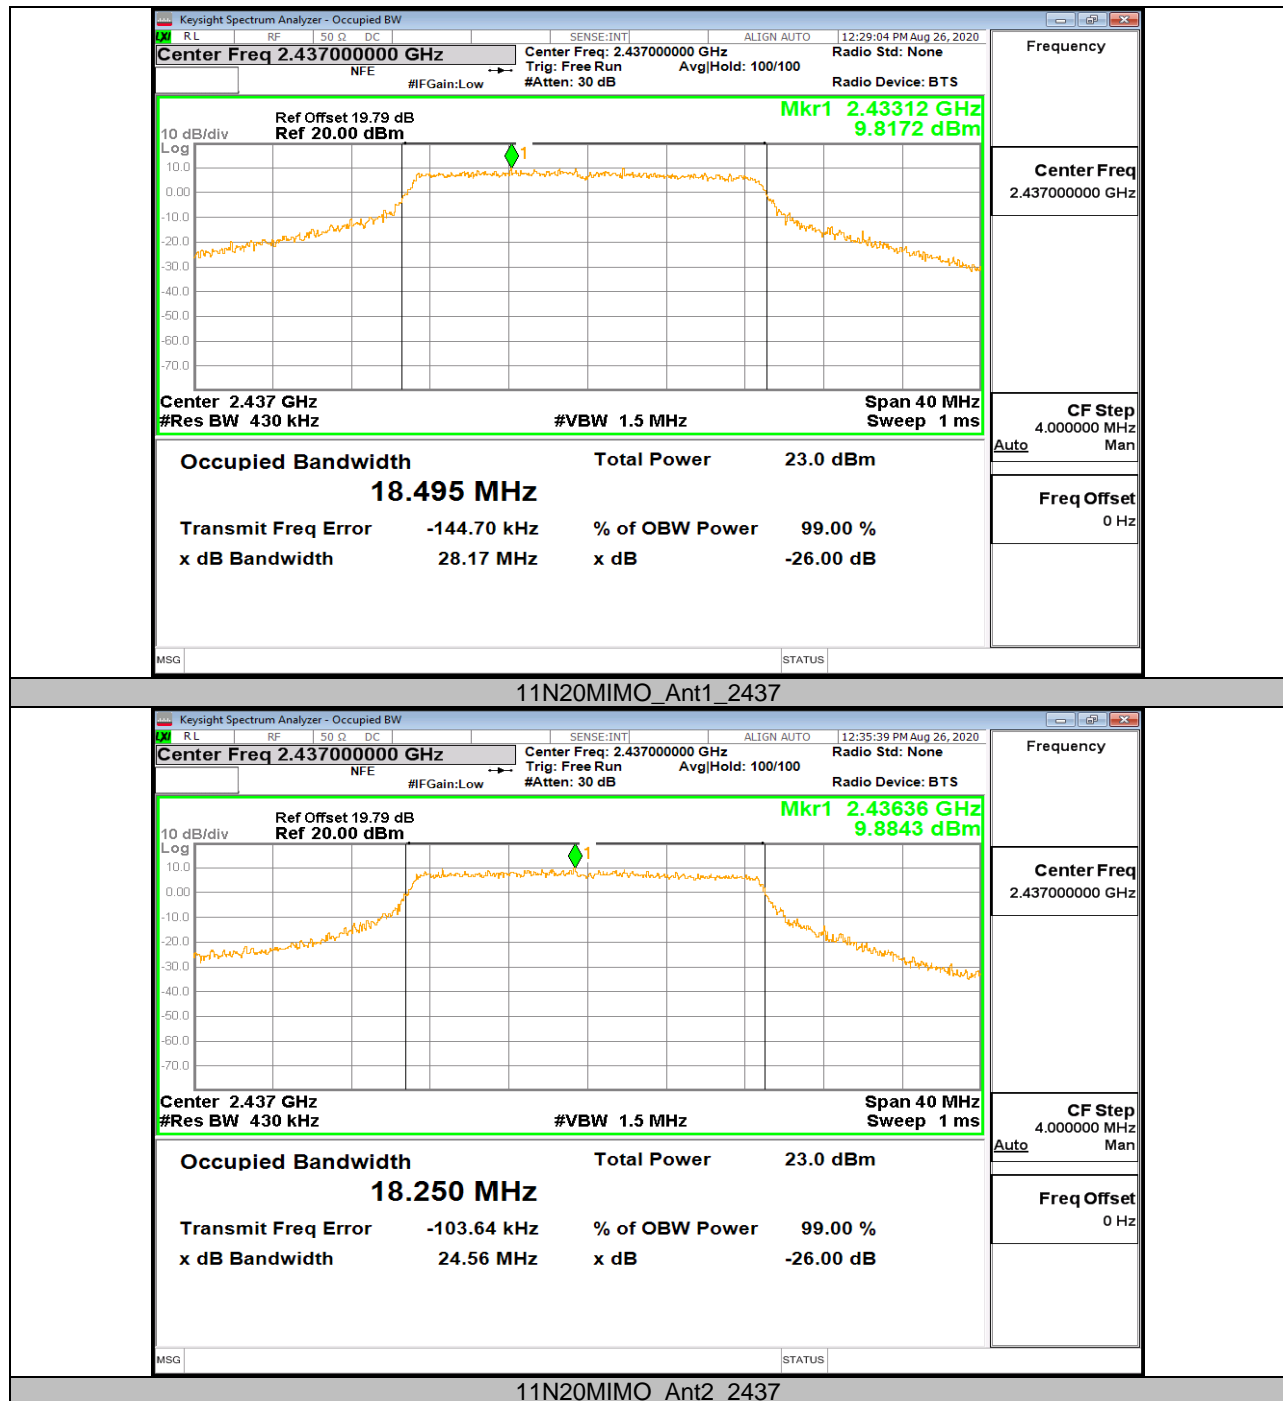 Keysight Spectrum Analyzer - Occupied BW
LXI RL RF 50 Ω DC SENSE:INT ALIGN AUTO 12:29:04 PM Aug 26, 2020
Center Freq 2.437000000 GHz Center Freq: 2.437000000 GHz Radio Std: None Frequency
NFE Trig: Free Run Avg|Hold: 100/100
#IFGain:Low #Atten: 30 dB Radio Device: BTS
Mkr1 2.43312 GHz
Ref Offset 19.79 dB
10 dB/div Ref 20.00 dBm 9.8172 dBm
Log
1
10.0
0.00
-10.0
-20.0
-30.0
-40.0
-50.0
-60.0
-70.0
Center Freq
2.437000000 GHz
Center 2.437 GHz Span 40 MHz
#Res BW 430 kHz #VBW 1.5 MHz Sweep 1 ms
CF Step
4.000000 MHz
Auto Man
Occupied Bandwidth Total Power 23.0 dBm
18.495 MHz
Freq Offset
0 Hz
Transmit Freq Error -144.70 kHz % of OBW Power 99.00 %
x dB Bandwidth 28.17 MHz x dB -26.00 dB
MSG STATUS
11N20MIMO_Ant1_2437
Keysight Spectrum Analyzer - Occupied BW
LXI RL RF 50 Ω DC SENSE:INT ALIGN AUTO 12:35:39 PM Aug 26, 2020
Center Freq 2.437000000 GHz Center Freq: 2.437000000 GHz Radio Std: None Frequency
NFE Trig: Free Run Avg|Hold: 100/100
#IFGain:Low #Atten: 30 dB Radio Device: BTS
Mkr1 2.43636 GHz
Ref Offset 19.79 dB
10 dB/div Ref 20.00 dBm 9.8843 dBm
Log
1
10.0
0.00
-10.0
-20.0
-30.0
-40.0
-50.0
-60.0
-70.0
Center Freq
2.437000000 GHz
Center 2.437 GHz Span 40 MHz
#Res BW 430 kHz #VBW 1.5 MHz Sweep 1 ms
CF Step
4.000000 MHz
Auto Man
Occupied Bandwidth Total Power 23.0 dBm
18.250 MHz
Freq Offset
0 Hz
Transmit Freq Error -103.64 kHz % of OBW Power 99.00 %
x dB Bandwidth 24.56 MHz x dB -26.00 dB
MSG STATUS
11N20MIMO_Ant2_2437